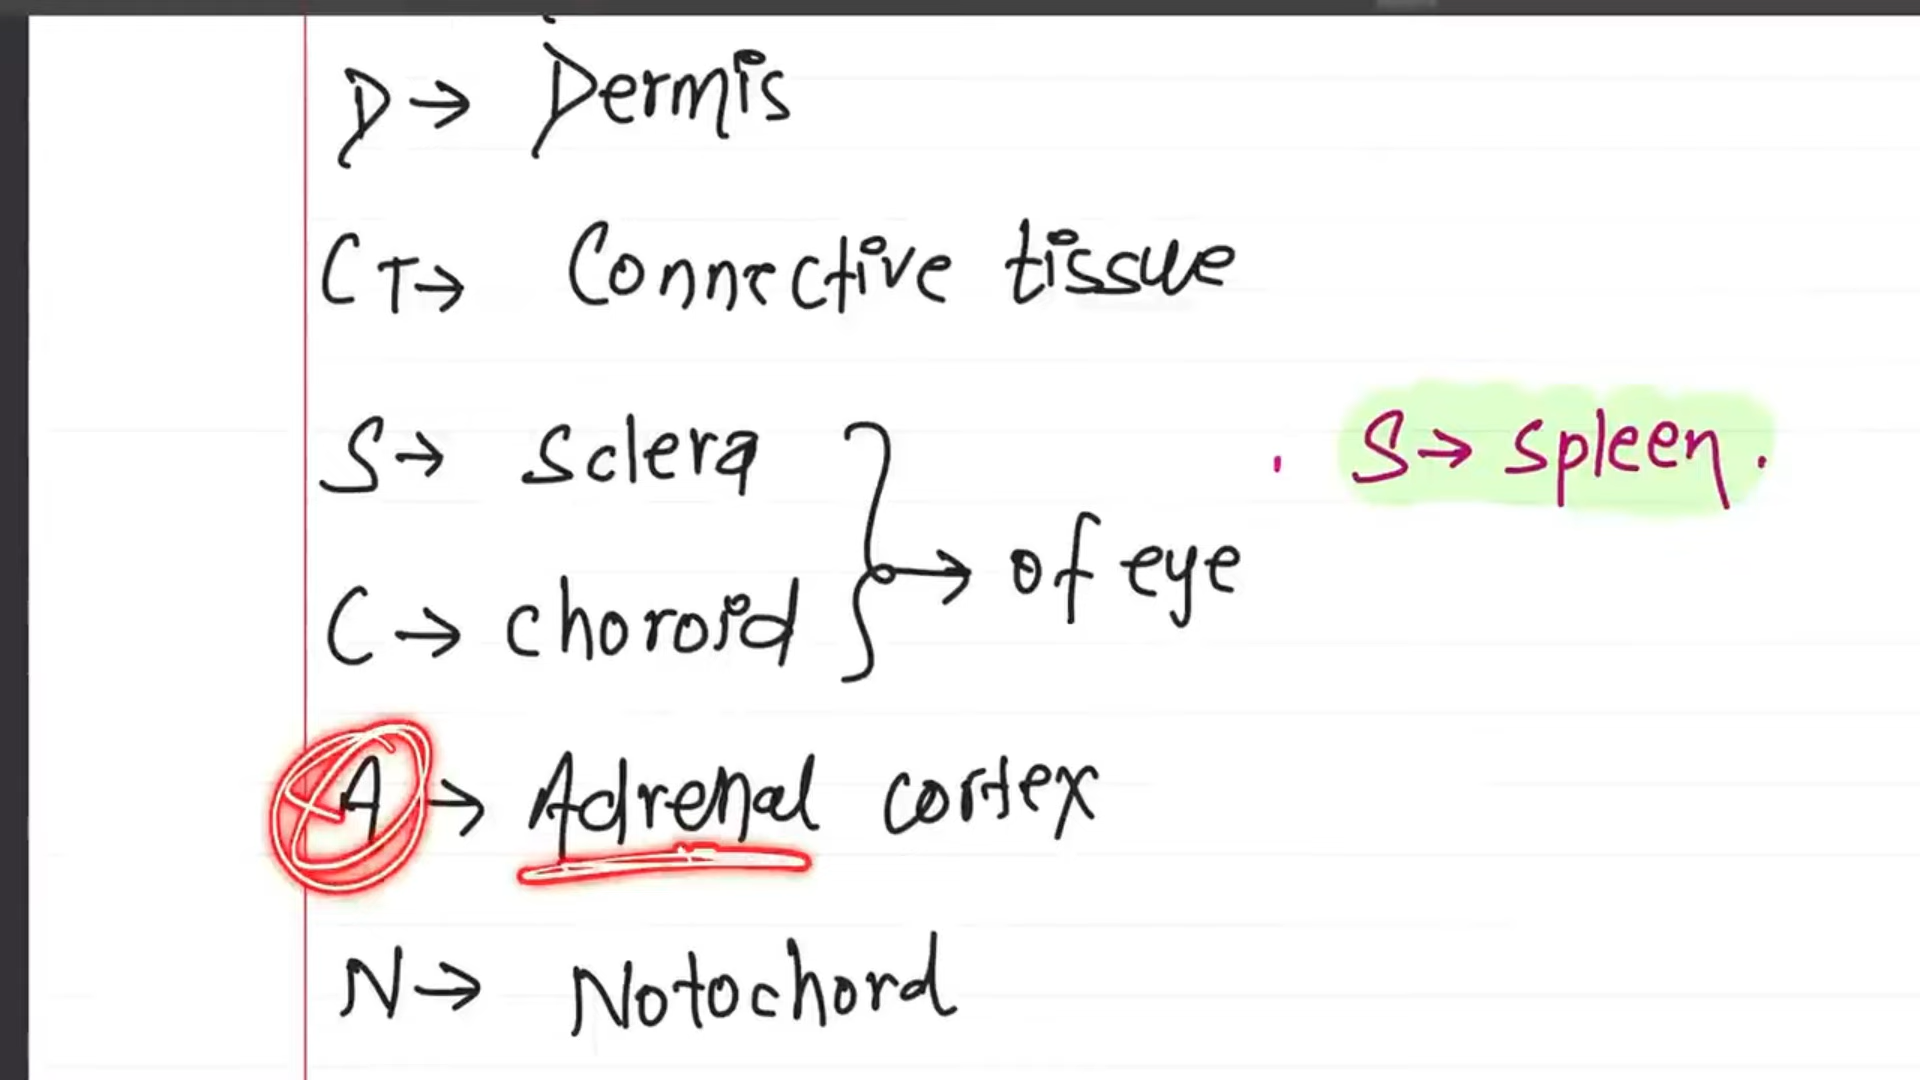 D→ Dermis
CT→ Connective tissue
S→ sclera
. S→ spleen.
C→ choroid
→ of eye
A→ Adrenal cortex
N→ Notochord